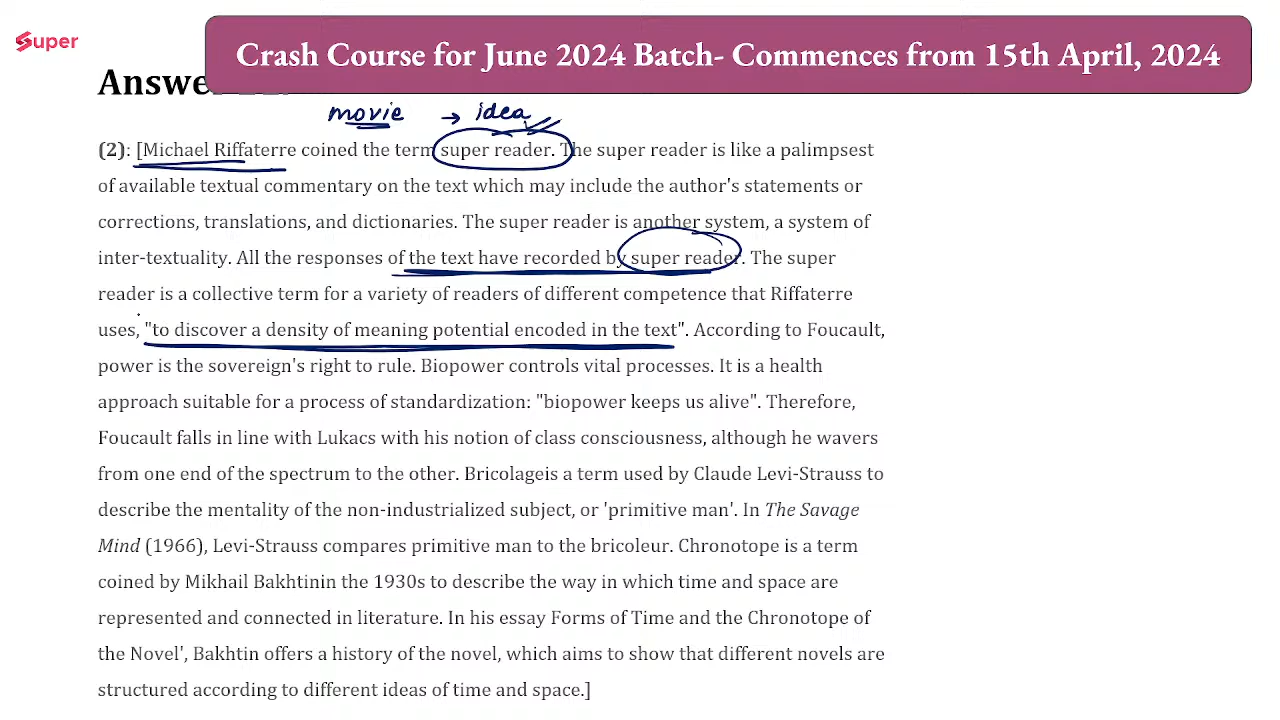 Super
Crash Course for June 2024 Batch- Commences from 15th April, 2024
movie → idea
(2): [Michael Riffaterre coined the term super reader. The super reader is like a palimpsest
of available textual commentary on the text which may include the author's statements or
corrections, translations, and dictionaries. The super reader is another system, a system of
inter-textuality. All the responses of the text have recorded by super reader. The super
reader is a collective term for a variety of readers of different competence that Riffaterre
uses, "to discover a density of meaning potential encoded in the text". According to Foucault,
power is the sovereign's right to rule. Biopower controls vital processes. It is a health
approach suitable for a process of standardization: "biopower keeps us alive". Therefore,
Foucault falls in line with Lukacs with his notion of class consciousness, although he wavers
from one end of the spectrum to the other. Bricolageis a term used by Claude Levi-Strauss to
describe the mentality of the non-industrialized subject, or 'primitive man'. In The Savage
Mind (1966), Levi-Strauss compares primitive man to the bricoleur. Chronotope is a term
coined by Mikhail Bakhtinin the 1930s to describe the way in which time and space are
represented and connected in literature. In his essay Forms of Time and the Chronotope of
the Novel', Bakhtin offers a history of the novel, which aims to show that different novels are
structured according to different ideas of time and space.]